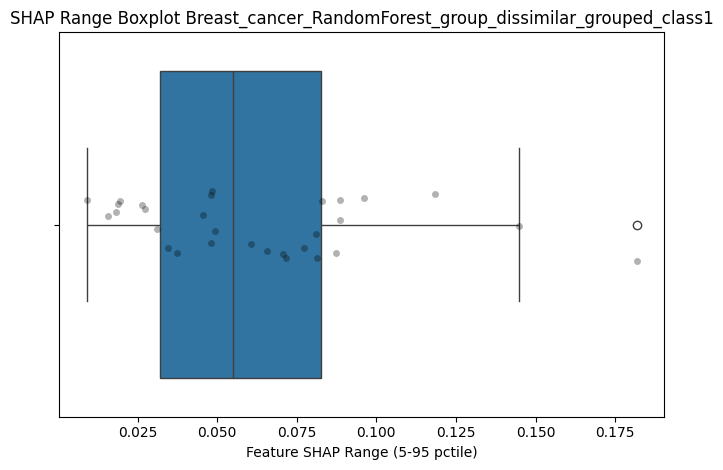 SHAP Range Boxplot Breast_cancer_RandomForest_group_dissimilar_grouped_class1
0.025 0.050 0.075 0.100 0.125 0.150 0.175
Feature SHAP Range (5-95 pctile)